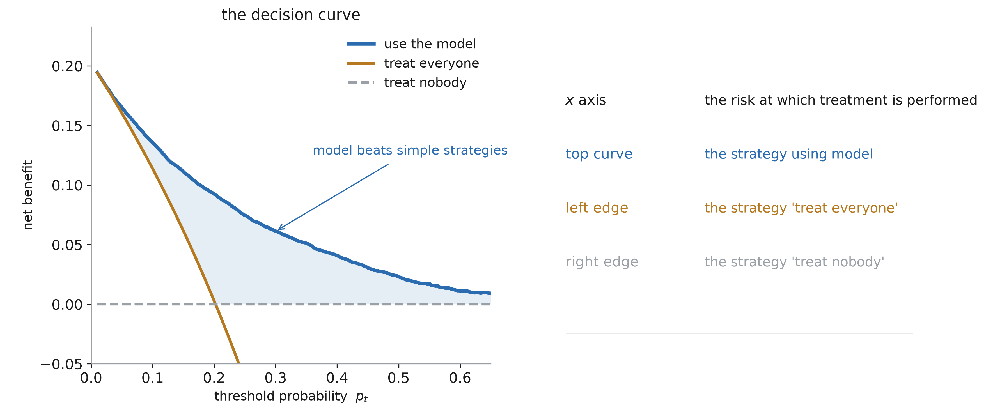 the decision curve
use the model
treat everyone
treat nobody
0.20
0.15
0.10
0.05
0.00
−0.05
net benefit
model beats simple strategies
0.0 0.1 0.2 0.3 0.4 0.5 0.6
threshold probability pt
x axis the risk at which treatment is performed
top curve the strategy using model
left edge the strategy 'treat everyone'
right edge the strategy 'treat nobody'